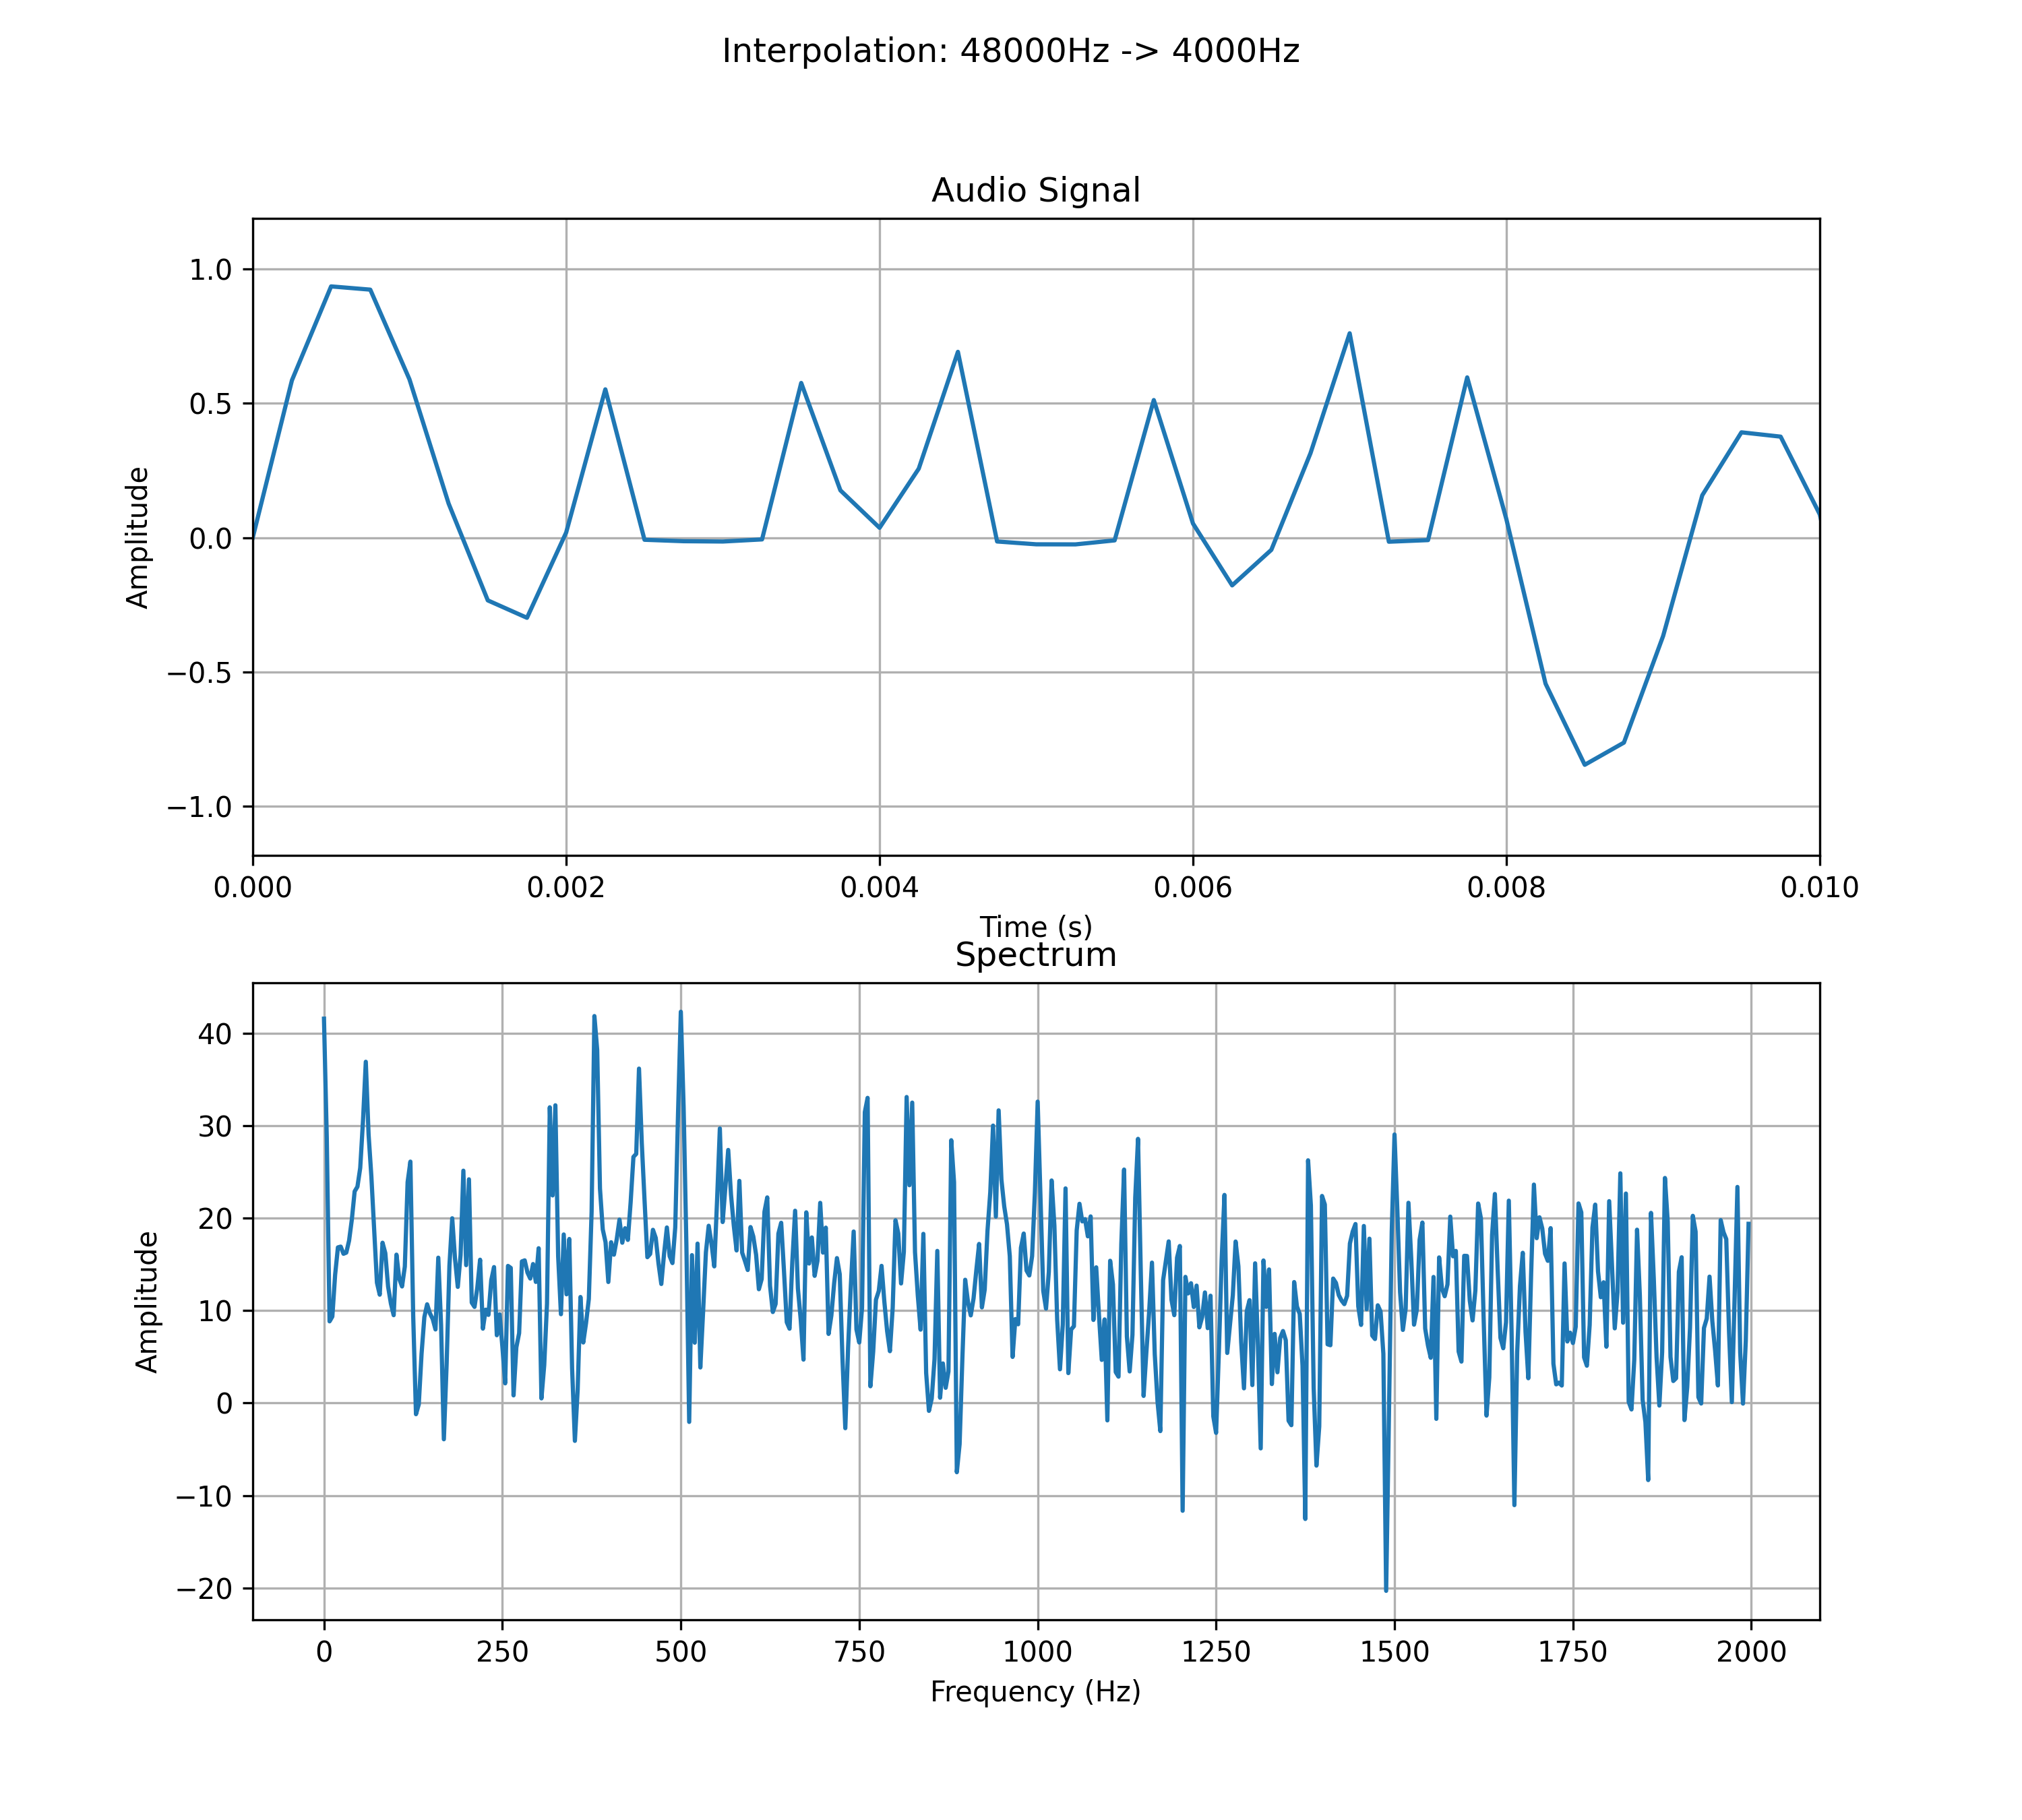 Interpolation: 48000Hz -> 4000Hz
Audio Signal
Amplitude
1.0
0.5
0.0
−0.5
−1.0
0.000 0.002 0.004 0.006 0.008 0.010
Time (s)
Spectrum
Amplitude
40
30
20
10
0
−10
−20
0 250 500 750 1000 1250 1500 1750 2000
Frequency (Hz)